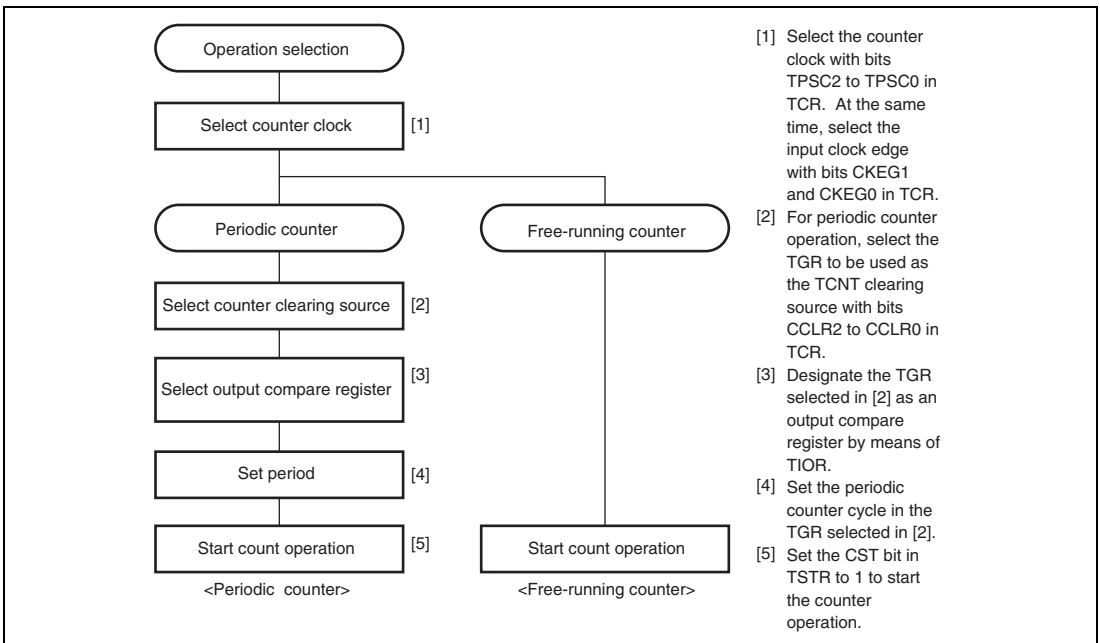 Operation selection
Select counter clock
[1]
Periodic counter
Free-running counter
Select counter clearing source
[2]
Select output compare register
[3]
Set period
[4]
Start count operation
[5]
Start count operation
<Periodic counter>
<Free-running counter>
[1] Select the counter
clock with bits
TPSC2 to TPSC0 in
TCR. At the same
time, select the
input clock edge
with bits CKEG1
and CKEG0 in TCR.
[2] For periodic counter
operation, select the
TGR to be used as
the TCNT clearing
source with bits
CCLR2 to CCLR0 in
TCR.
[3] Designate the TGR
selected in [2] as an
output compare
register by means of
TIOR.
[4] Set the periodic
counter cycle in the
TGR selected in [2].
[5] Set the CST bit in
TSTR to 1 to start
the counter
operation.